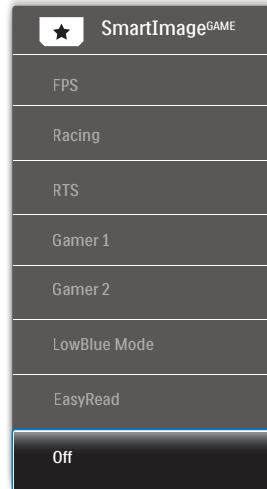 SmartImageGAME
FPS
Racing
RTS
Gamer 1
Gamer 2
LowBlue Mode
EasyRead
Off